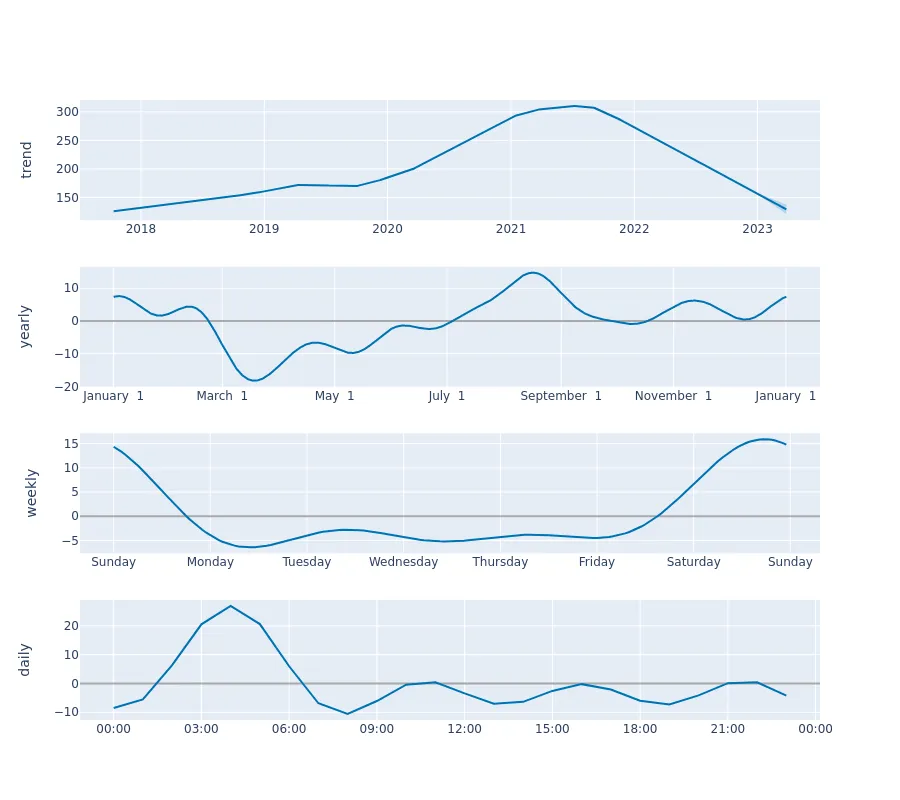 trend
300
250
200
150
2018 2019 2020 2021 2022 2023
yearly
10
0
−10
−20
January 1 March 1 May 1 July 1 September 1 November 1 January 1
weekly
15
10
5
0
−5
Sunday Monday Tuesday Wednesday Thursday Friday Saturday Sunday
daily
20
10
0
−10
00:00 03:00 06:00 09:00 12:00 15:00 18:00 21:00 00:00